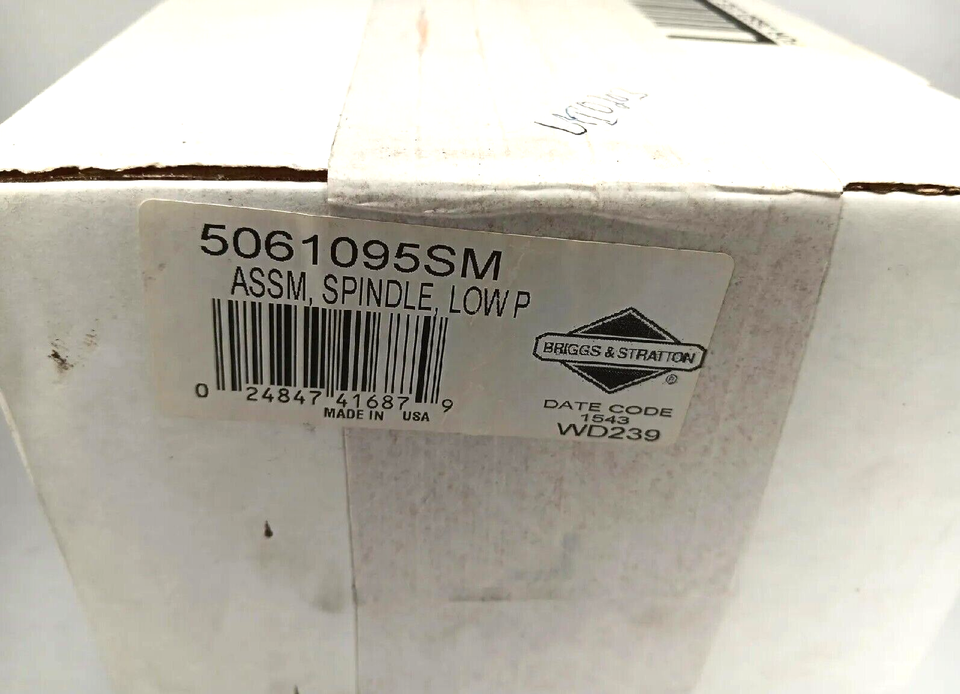 5061095SM
ASSM, SPINDLE, LOW P
0 24847 41687 9
MADE IN USA
BRIGGS & STRATTON
®
DATE CODE
1543
WD239